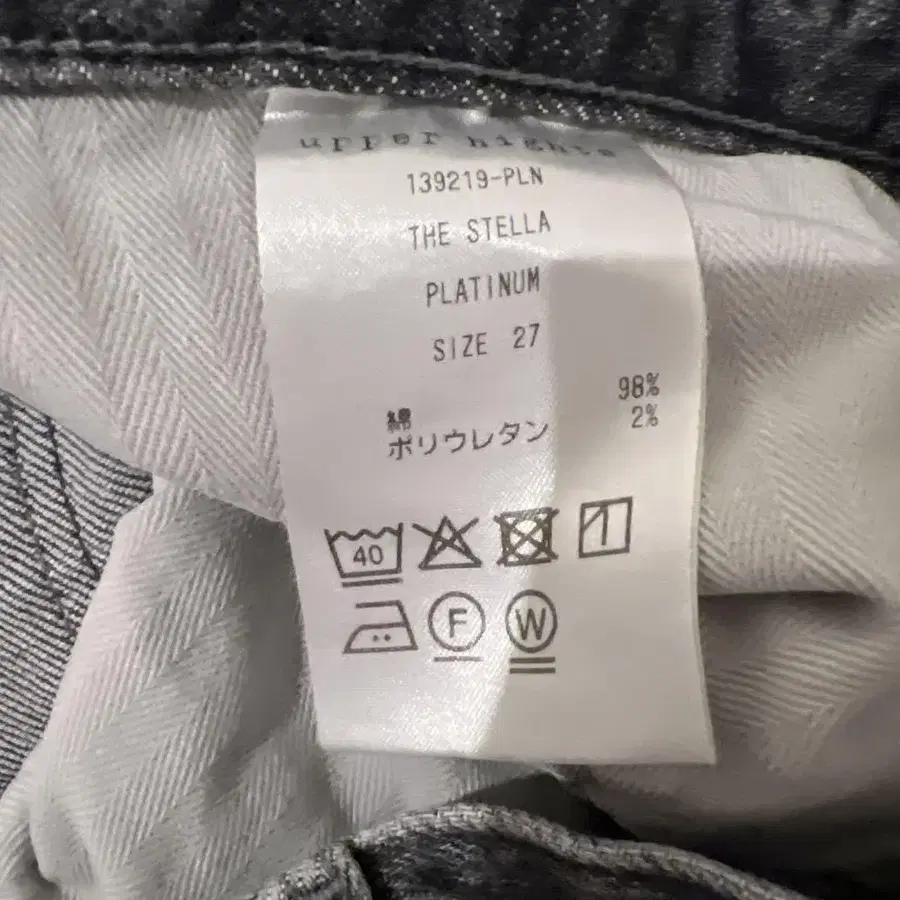 upper hights
139219-PLN
THE STELLA
PLATINUM
SIZE 27
綿 98%
ポリウレタン 2%
40
F W